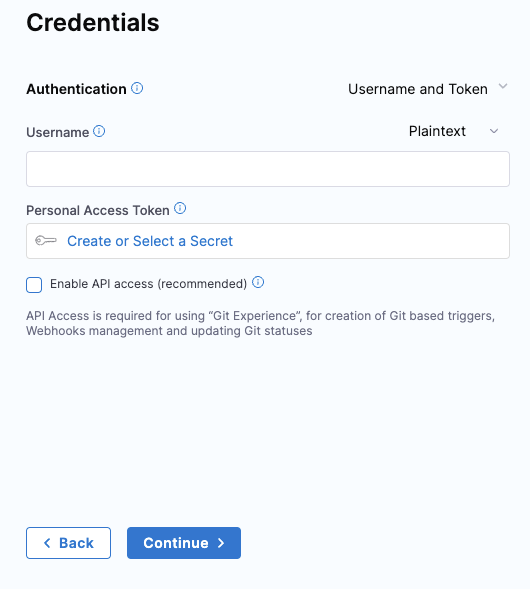 Credentials
Authentication
Username and Token
Username
Plaintext
Personal Access Token
Create or Select a Secret
Enable API access (recommended)
API Access is required for using “Git Experience”, for creation of Git based triggers,
Webhooks management and updating Git statuses
Back
Continue